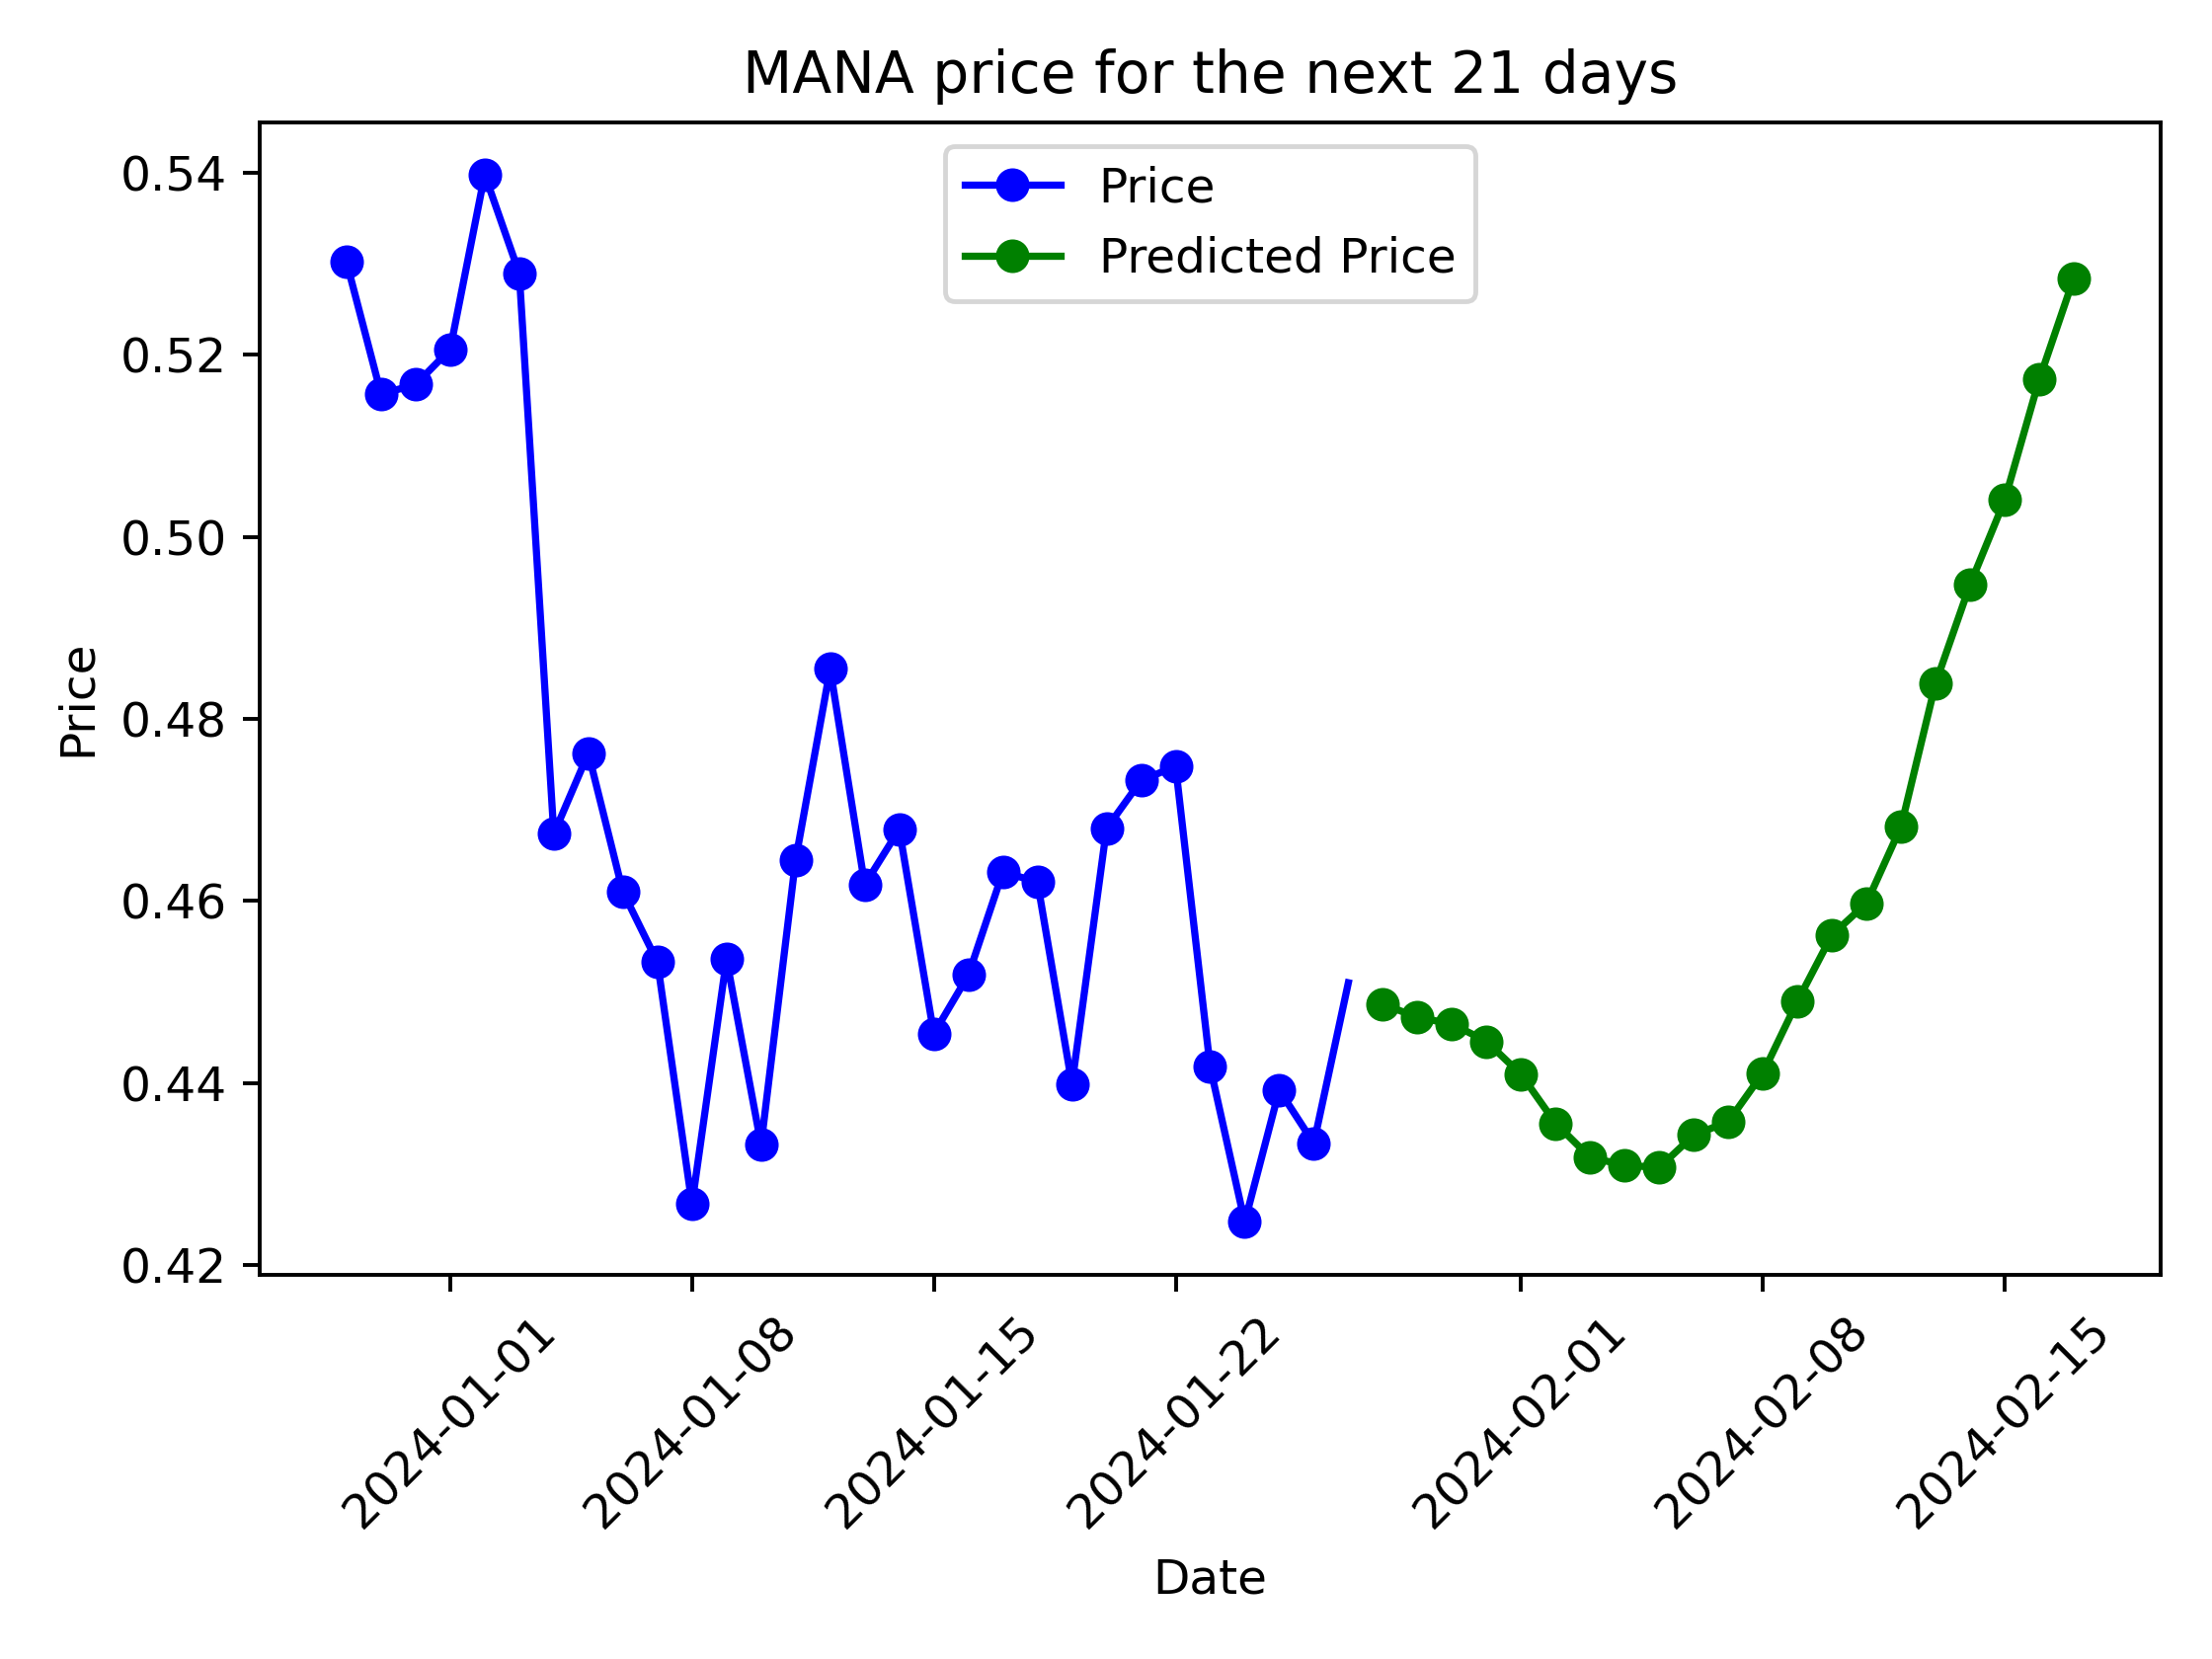 MANA price for the next 21 days
Price
Predicted Price
0.54
0.52
0.50
0.48
0.46
0.44
0.42
Price
2024-01-01
2024-01-08
2024-01-15
2024-01-22
2024-02-01
2024-02-08
2024-02-15
Date